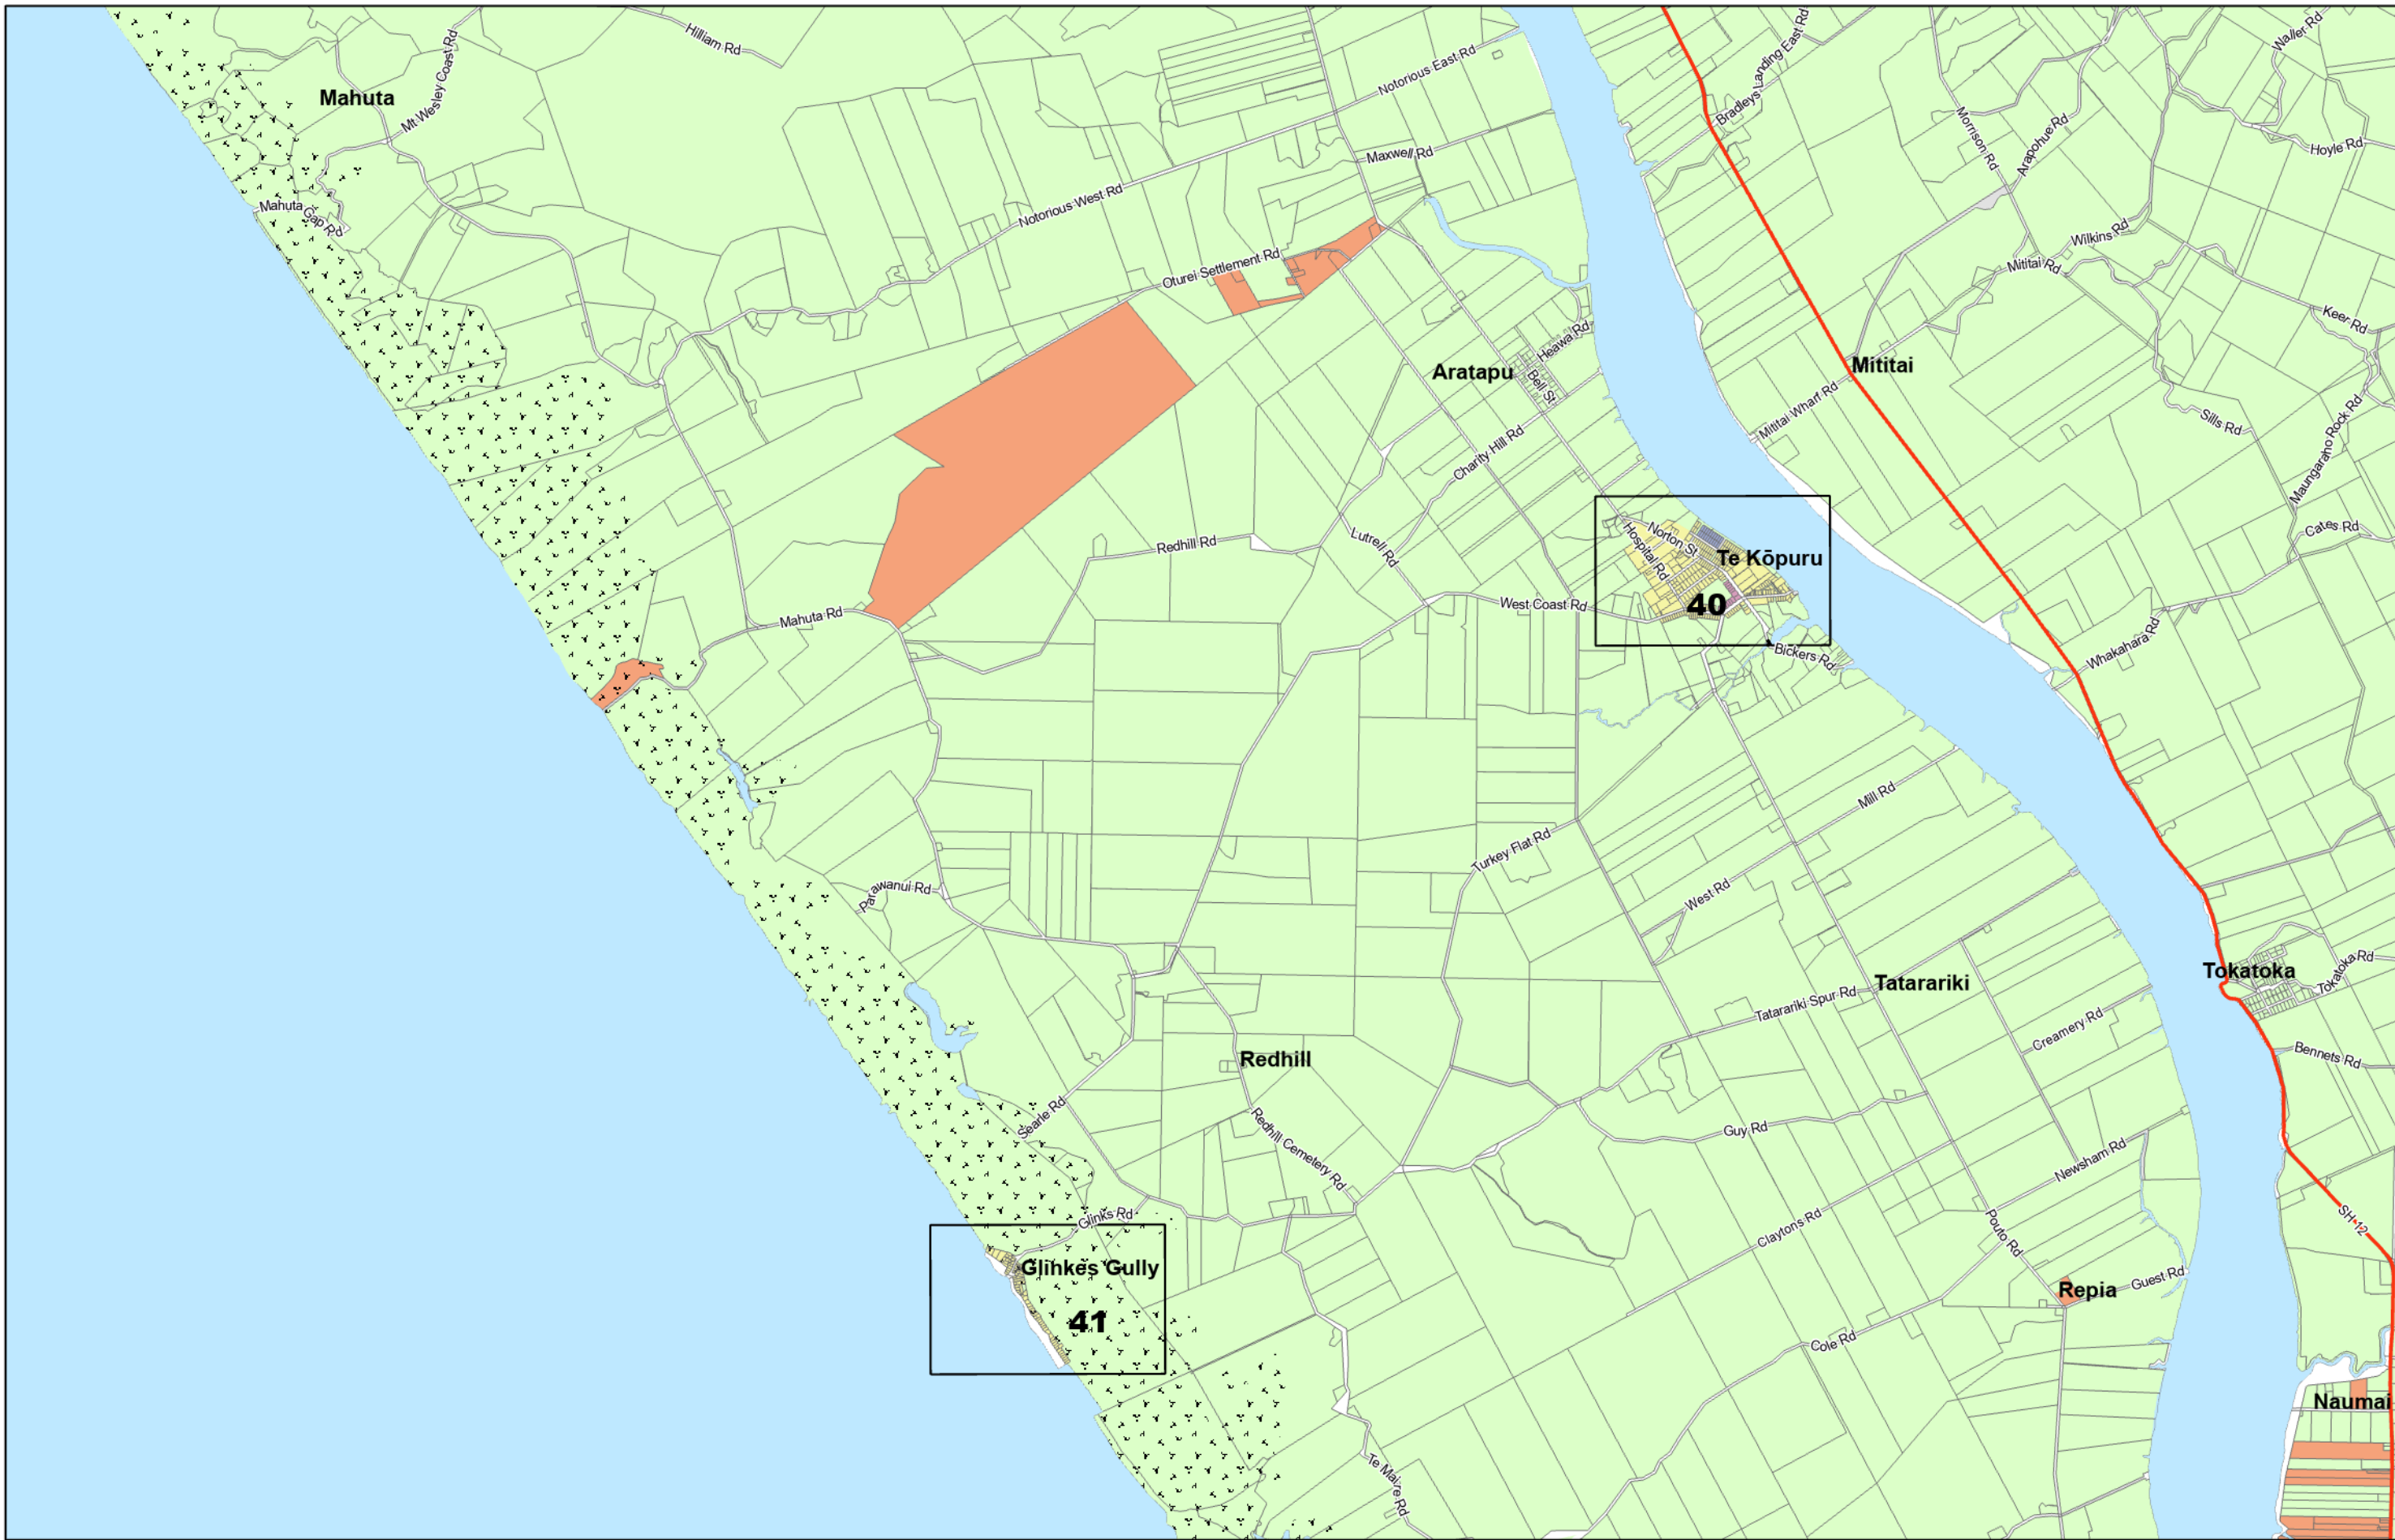 Hilliam Rd
Waller Rd
Bradleys Landing East Rd
Notorious East Rd
Mt Wesley Coast Rd
Mahuta
Morrison Rd
Arapohue Rd
Hoyle Rd
Maxwell Rd
Notorious West Rd
Mahuta Gap Rd
Wilkins Rd
Mititai Rd
Oturei Settlement Rd
Keer Rd
Heawa Rd
Aratapu
Bell St
Mititai
Mititai Wharf Rd
Sills Rd
Maungaraho Rock Rd
Charity Hill Rd
Cates Rd
Redhill Rd
Lutrell Rd
Norton St
Hospital Rd
Te Kōpuru
40
West Coast Rd
Mahuta Rd
Bickers Rd
Whakahara Rd
Mill Rd
Turkey Flat Rd
Parawanui Rd
West Rd
Tokatoka
Tokatoka Rd
Tatarariki
Tatarariki Spur Rd
Creamery Rd
Bennets Rd
Redhill
Searle Rd
Redhill Cemetery Rd
Guy Rd
Newsham Rd
Glinks Rd
Claytons Rd
Pouto Rd
SH 12
Glinkes Gully
41
Repia
Guest Rd
Cole Rd
Naumai
Te Maire Rd